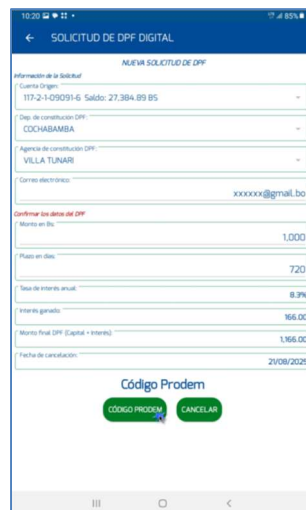 10:20
85%
SOLICITUD DE DPF DIGITAL
NUEVA SOLICITUD DE DPF
Información de la Solicitud
Cuenta Origen:
117-2-1-09091-6 Saldo: 27,384.89 BS
Dep. de constitución DPF:
COCHABAMBA
Agencia de constitución DPF:
VILLA TUNARI
Correo electrónico:
xxxxxx@gmail.bo
Confirmar los datos del DPF
Monto en Bs:
1,000
Plazo en días:
720
Tasa de interés anual:
8.3%
Interés ganado:
166.00
Monto final DPF (Capital + Interés):
1,166.00
Fecha de cancelación:
21/08/2025
Código Prodem
CÓDIGO PRODEM CANCELAR